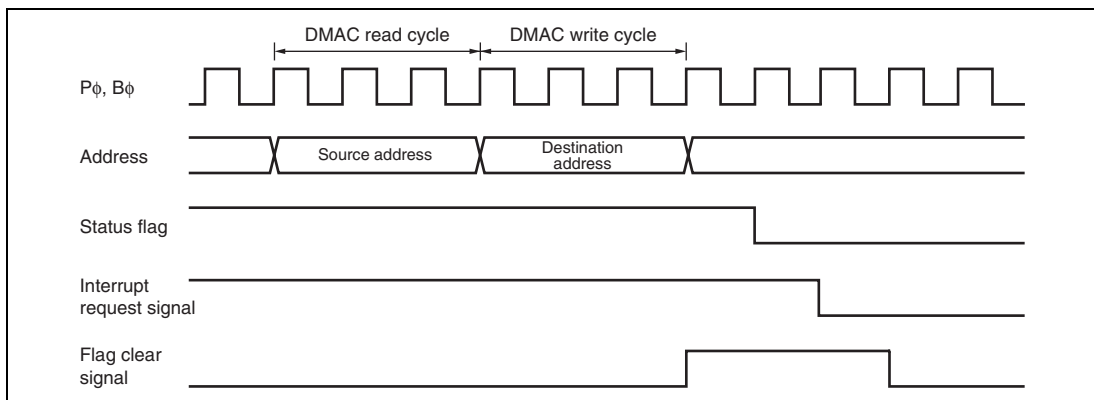 DMAC read cycle DMAC write cycle
Pϕ, Bϕ
Address
Source address
Destination
address
Status flag
Interrupt
request signal
Flag clear
signal